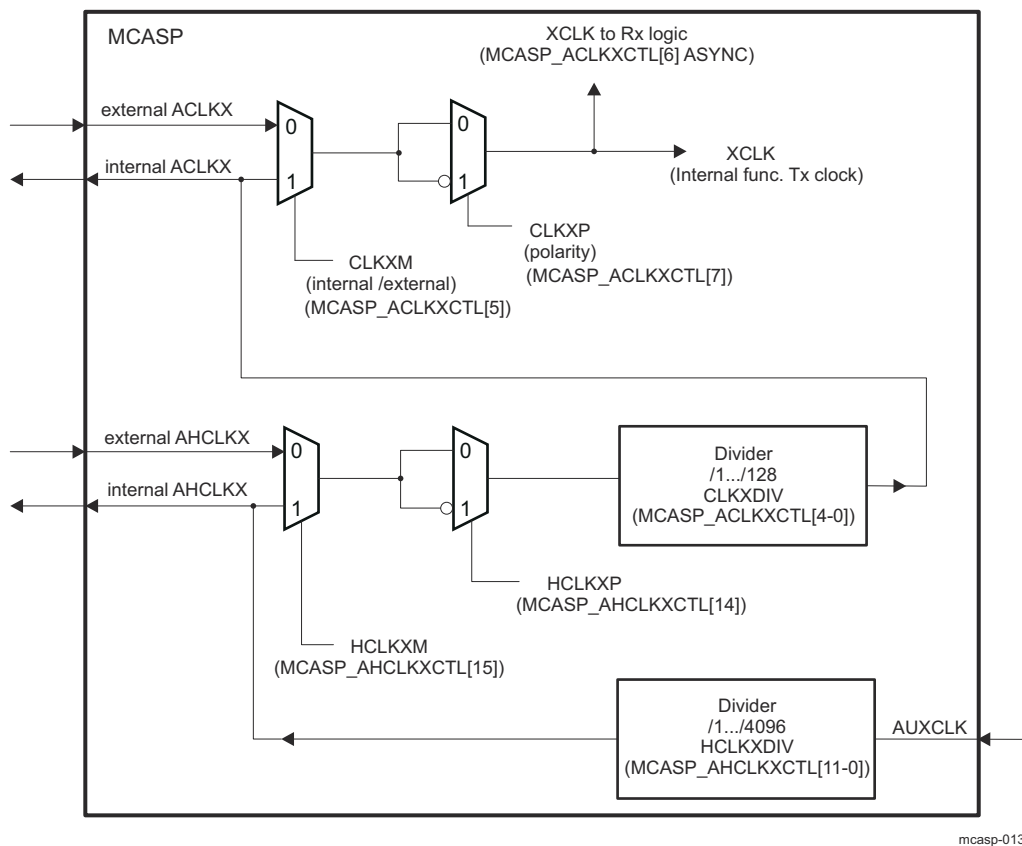 MCASP
XCLK to Rx logic
(MCASP_ACLKXCTL[6] ASYNC)
external ACLKX
0
0
internal ACLKX
1
1
XCLK
(Internal func. Tx clock)
CLKXP
(polarity)
(MCASP_ACLKXCTL[7])
CLKXM
(internal /external)
(MCASP_ACLKXCTL[5])
external AHCLKX
0
0
internal AHCLKX
1
1
Divider
/1.../128
CLKXDIV
(MCASP_ACLKXCTL[4-0])
HCLKXP
(MCASP_AHCLKXCTL[14])
HCLKXM
(MCASP_AHCLKXCTL[15])
Divider
/1.../4096
HCLKXDIV
(MCASP_AHCLKXCTL[11-0])
AUXCLK
mcasp-013